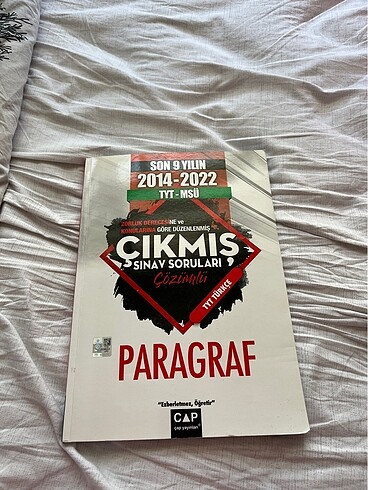 SON 9 YILIN
2014-2022
TYT-MSÜ
ZORLUK DERECESİNE ve
KONULARINA GÖRE DÜZENLENMİŞ
ÇIKMIŞ
SINAV SORULARI
Çözümlü
TYT TÜRKÇE
PARAGRAF
"Ezberletmez, Öğretir"
ÇAP
çap yayınları